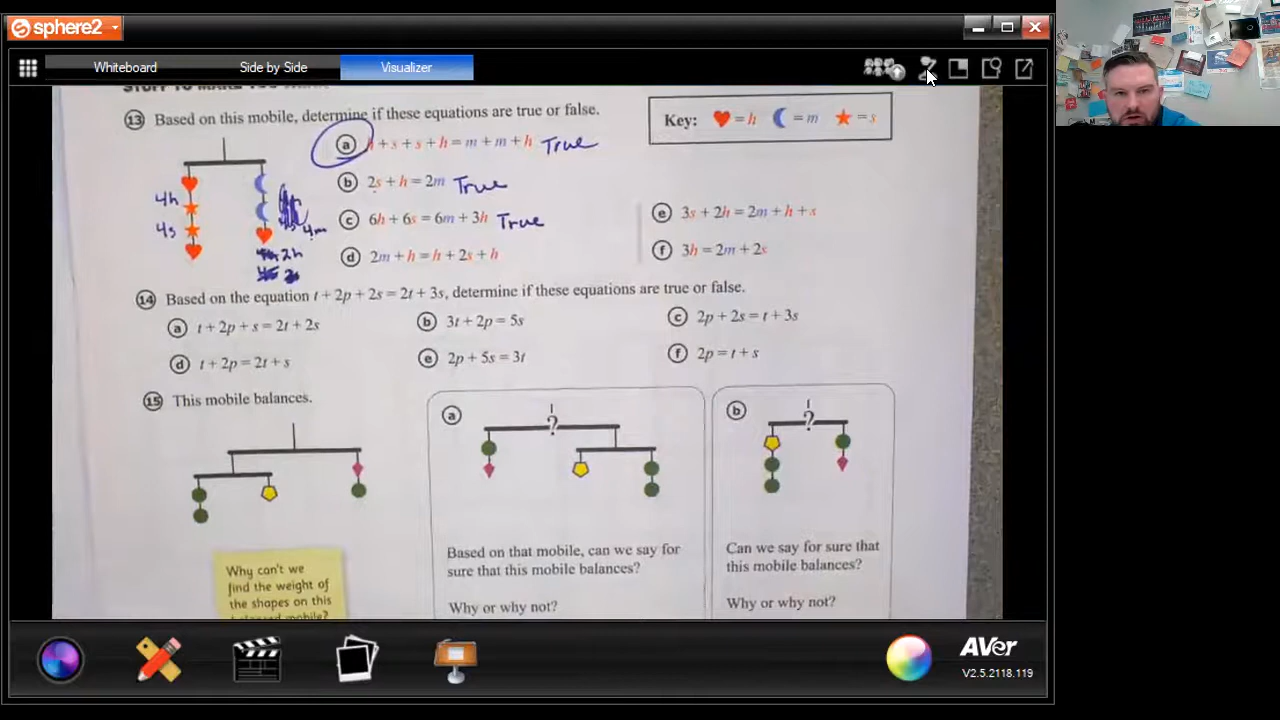 sphere2
Whiteboard
Side by Side
Visualizer
13 Based on this mobile, determine if these equations are true or false.
Key: = h = m = s
a h + s + s + h = m + m + h True
b 2s + h = 2m True
c 6h + 6s = 6m + 3h True
d 2m + h = h + 2s + h
e 3s + 2h = 2m + h + s
f 3h = 2m + 2s
4h
4s
4m
2h
14 Based on the equation t + 2p + 2s = 2t + 3s, determine if these equations are true or false.
a t + 2p + s = 2t + 2s
b 3t + 2p = 5s
c 2p + 2s = t + 3s
d t + 2p = 2t + s
e 2p + 5s = 3t
f 2p = t + s
15 This mobile balances.
a
?
b
?
Based on that mobile, can we say for
sure that this mobile balances?
Why or why not?
Can we say for sure that
this mobile balances?
Why or why not?
Why can't we
find the weight of
the shapes on this
AVer
V2.5.2118.119